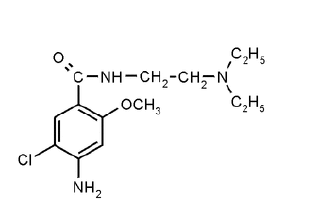 O
C–NH–CH₂–CH₂–N
C₂H₅
C₂H₅
OCH₃
Cl
NH₂